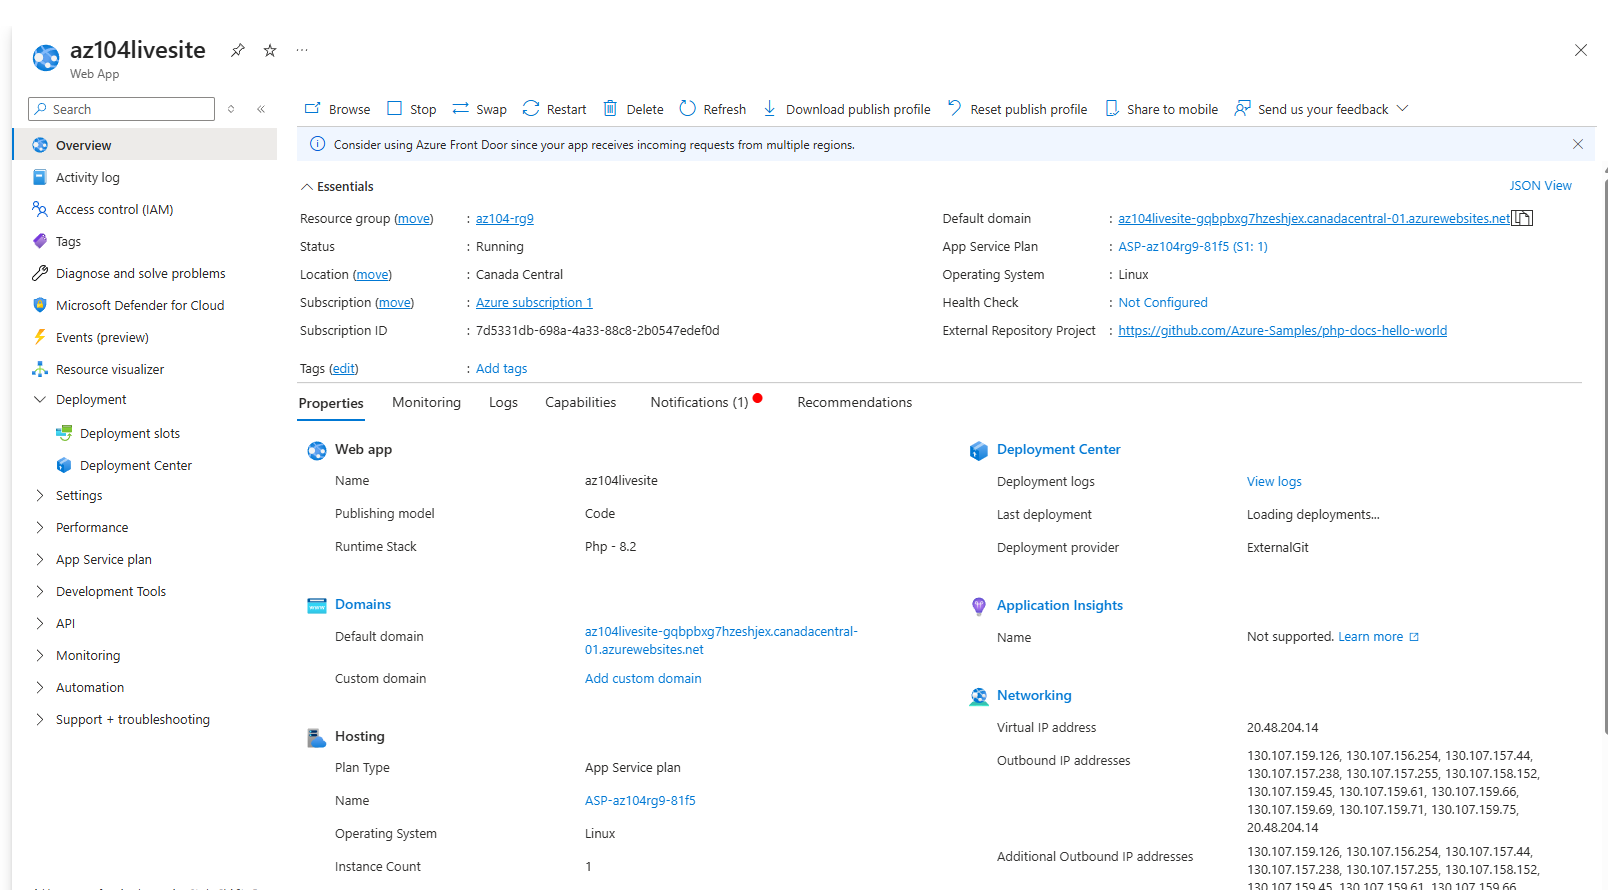 az104livesite
Web App
Search
Browse Stop Swap Restart Delete Refresh Download publish profile Reset publish profile Share to mobile Send us your feedback
Consider using Azure Front Door since your app receives incoming requests from multiple regions.
Overview
Activity log
Access control (IAM)
Tags
Diagnose and solve problems
Microsoft Defender for Cloud
Events (preview)
Resource visualizer
Deployment
Deployment slots
Deployment Center
Settings
Performance
App Service plan
Development Tools
API
Monitoring
Automation
Support + troubleshooting
Essentials
JSON View
Resource group (move) : az104-rg9
Status : Running
Location (move) : Canada Central
Subscription (move) : Azure subscription 1
Subscription ID : 7d5331db-698a-4a33-88c8-2b0547edef0d
Tags (edit) : Add tags
Default domain : az104livesite-gqbpbxg7hzeshjex.canadacentral-01.azurewebsites.net
App Service Plan : ASP-az104rg9-81f5 (S1: 1)
Operating System : Linux
Health Check : Not Configured
External Repository Project : https://github.com/Azure-Samples/php-docs-hello-world
Properties Monitoring Logs Capabilities Notifications (1) Recommendations
Web app
Name az104livesite
Publishing model Code
Runtime Stack Php - 8.2
Domains
Default domain az104livesite-gqbpbxg7hzeshjex.canadacentral-
01.azurewebsites.net
Custom domain Add custom domain
Hosting
Plan Type App Service plan
Name ASP-az104rg9-81f5
Operating System Linux
Instance Count 1
Deployment Center
Deployment logs View logs
Last deployment Loading deployments...
Deployment provider ExternalGit
Application Insights
Name Not supported. Learn more
Networking
Virtual IP address 20.48.204.14
Outbound IP addresses 130.107.159.126, 130.107.156.254, 130.107.157.44,
130.107.157.238, 130.107.157.255, 130.107.158.152,
130.107.159.45, 130.107.159.61, 130.107.159.66,
130.107.159.69, 130.107.159.71, 130.107.159.75,
20.48.204.14
Additional Outbound IP addresses 130.107.159.126, 130.107.156.254, 130.107.157.44,
130.107.157.238, 130.107.157.255, 130.107.158.152,
130.107.159.45, 130.107.159.61, 130.107.159.66,